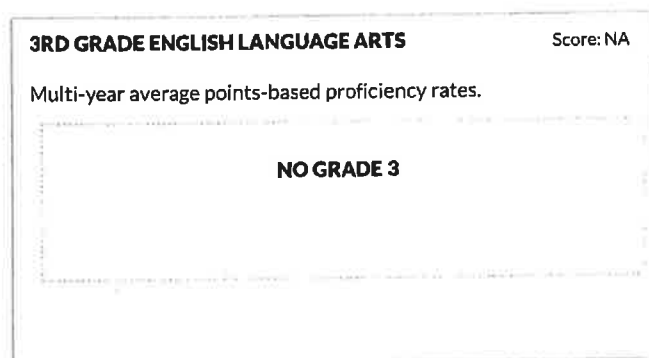 3RD GRADE ENGLISH LANGUAGE ARTS Score: NA
Multi-year average points-based proficiency rates.
NO GRADE 3